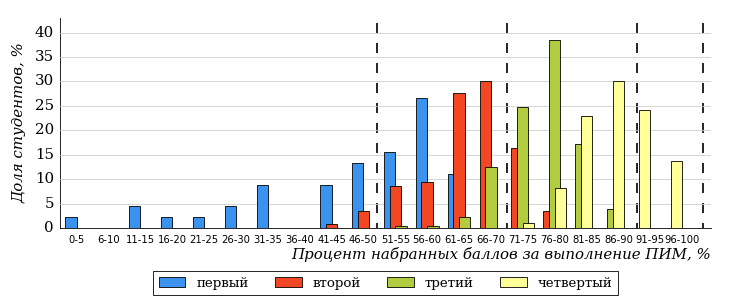 Доля студентов, %
40
35
30
25
20
15
10
5
0
0-5 6-10 11-15 16-20 21-25 26-30 31-35 36-40 41-45 46-50 51-55 56-60 61-65 66-70 71-75 76-80 81-85 86-90 91-95 96-100
Процент набранных баллов за выполнение ПИМ, %
первый второй третий четвертый